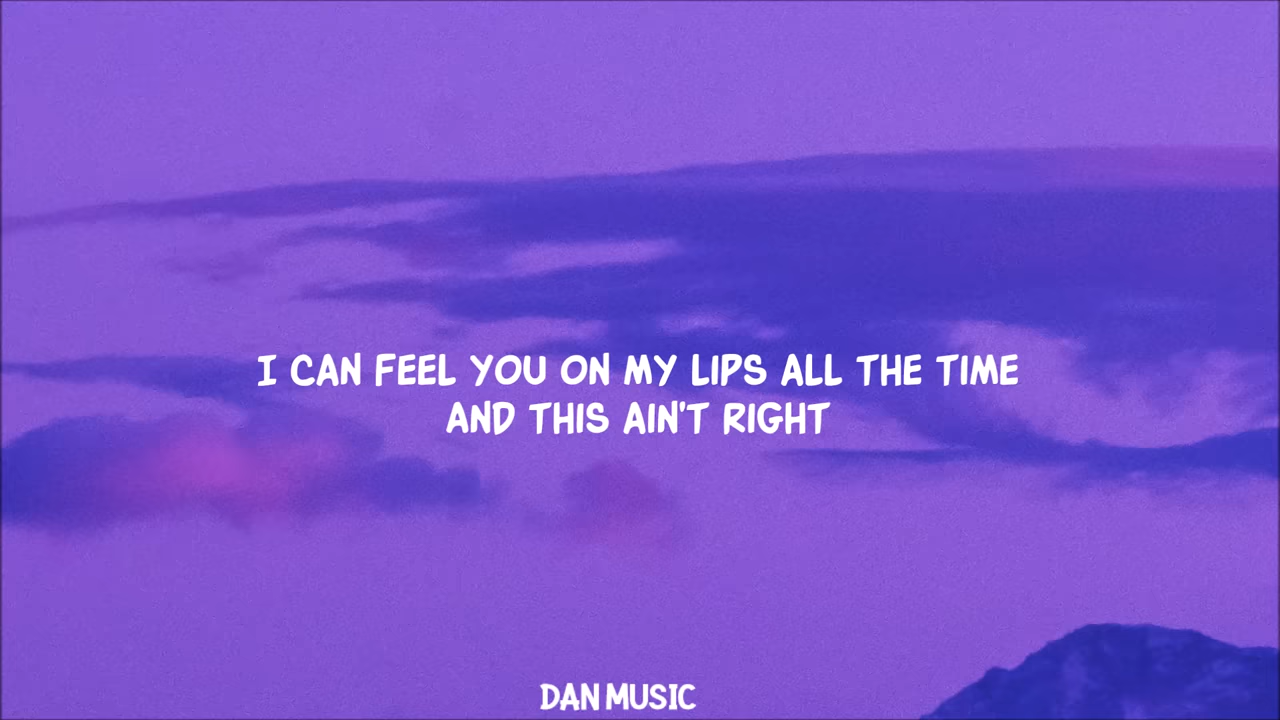 I CAN FEEL YOU ON MY LIPS ALL THE TIME
AND THIS AIN'T RIGHT
DAN MUSIC